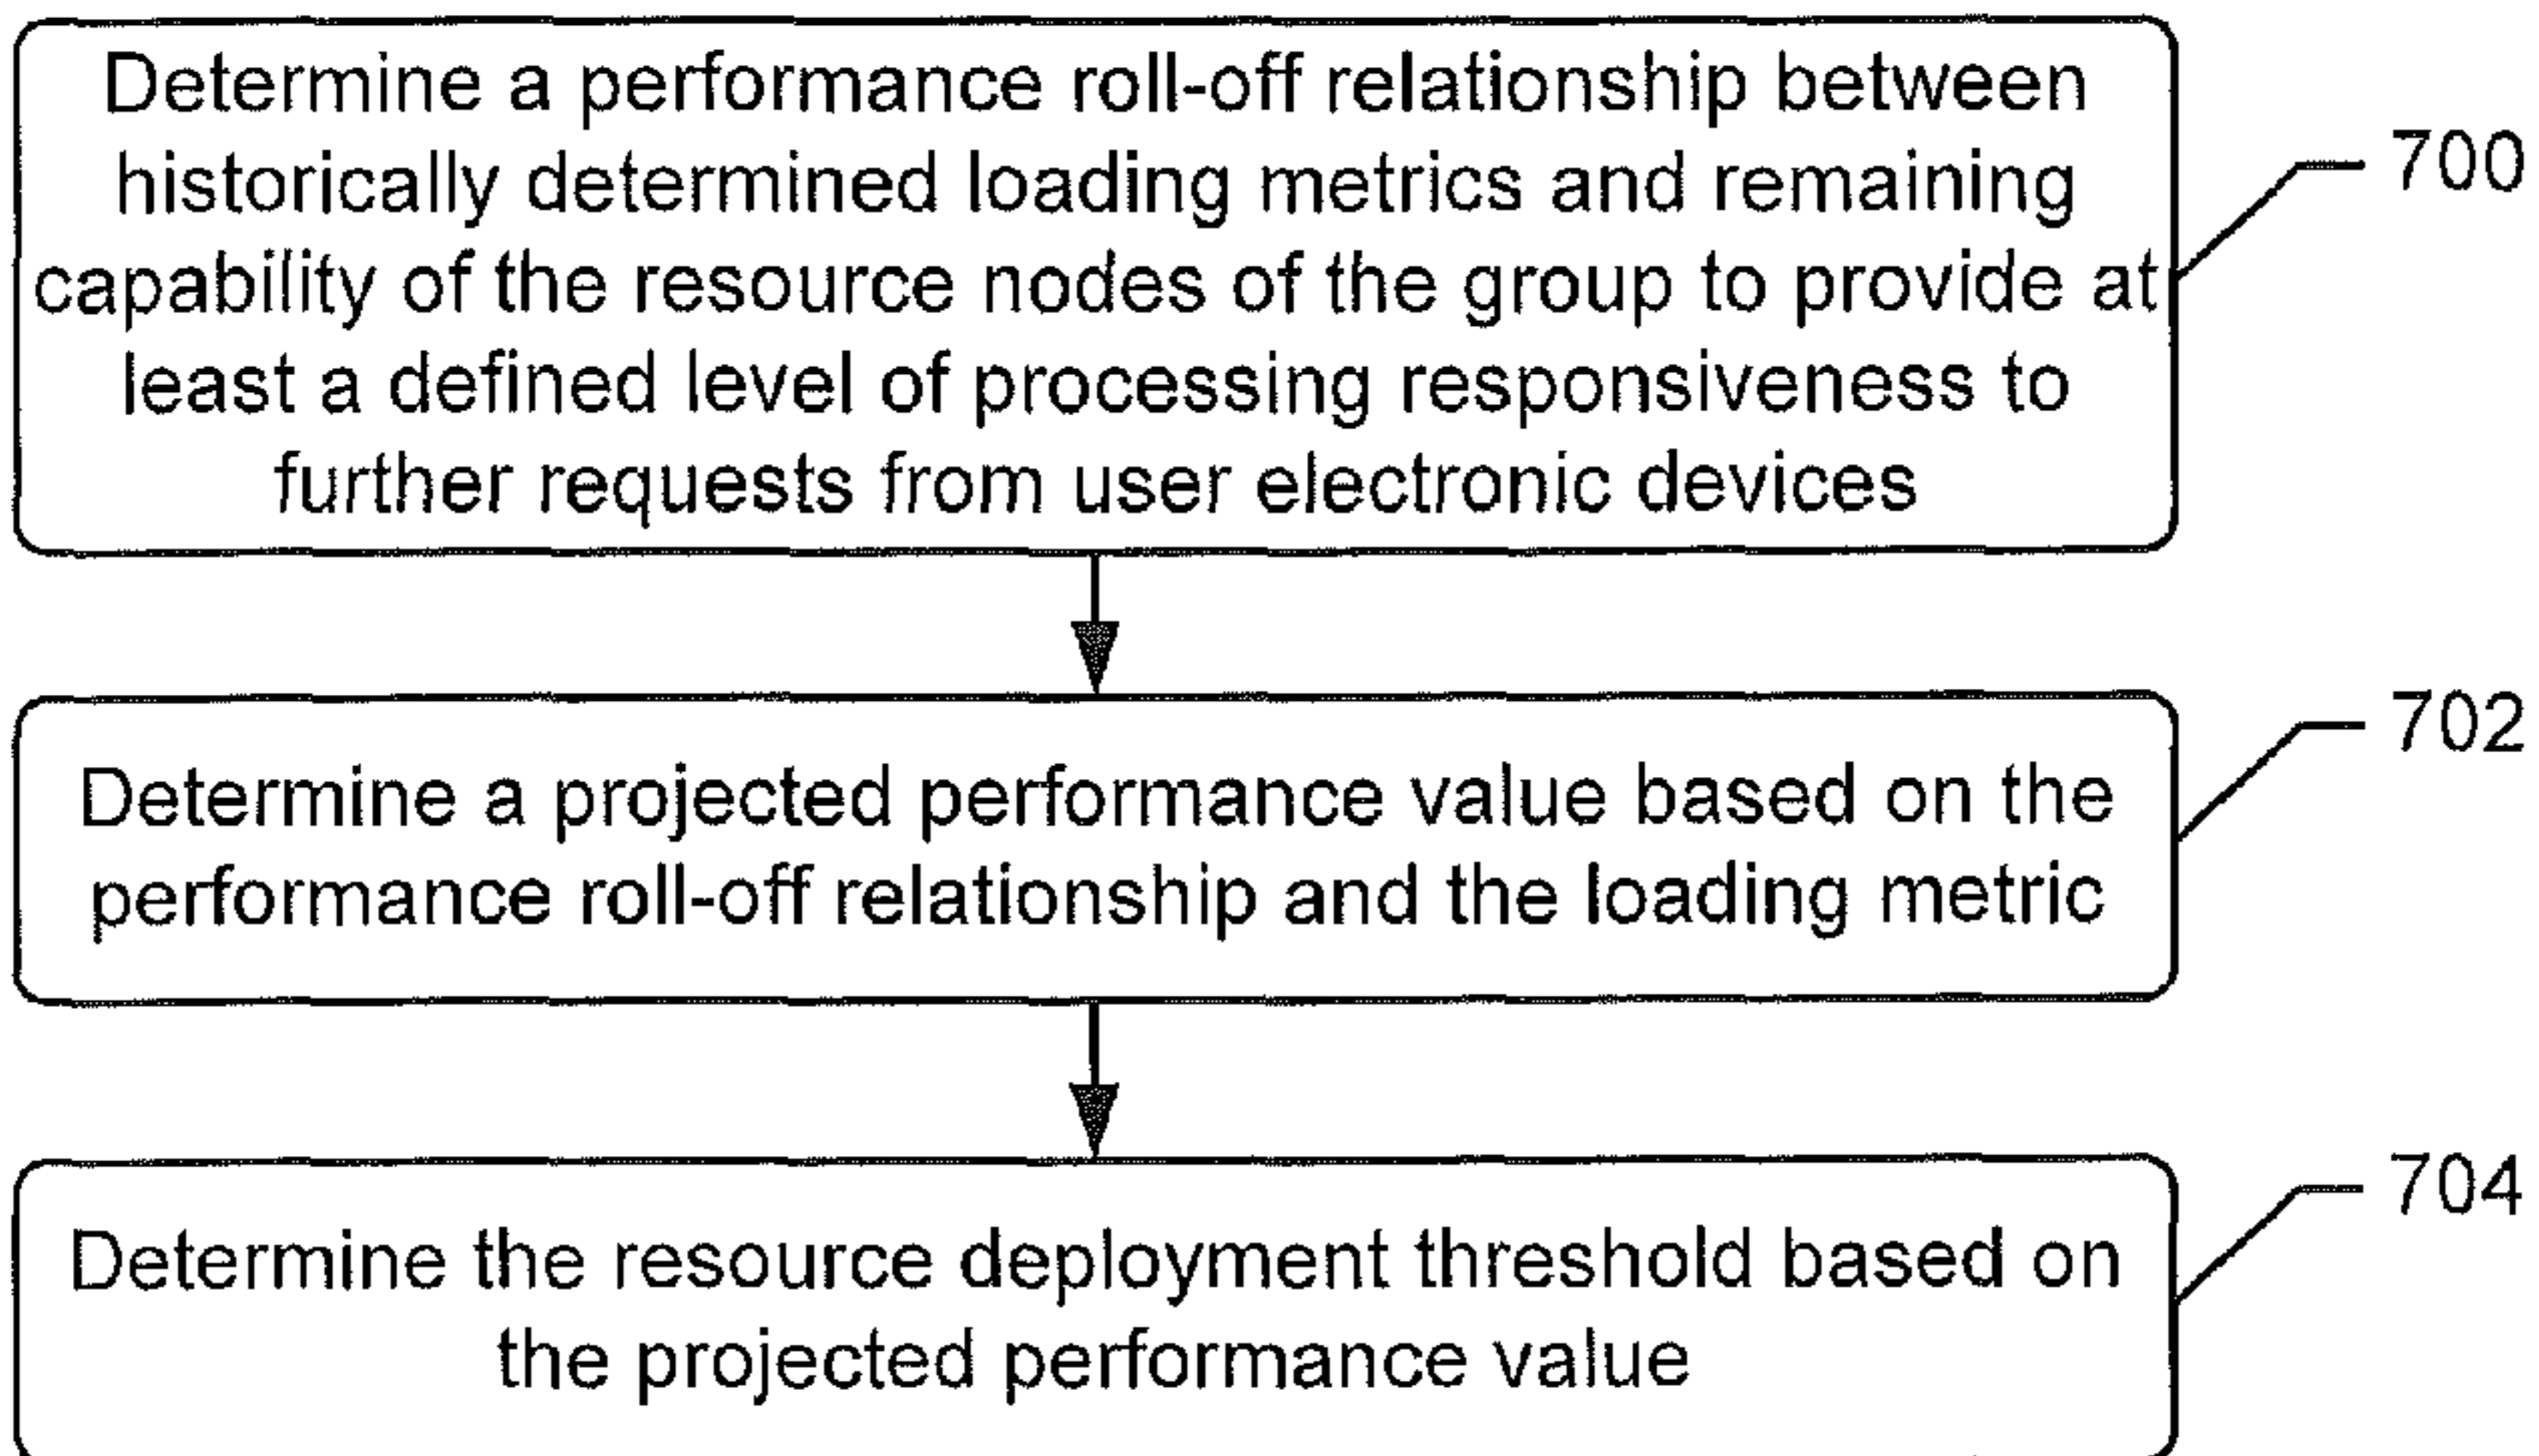 Determine a performance roll-off relationship between
historically determined loading metrics and remaining
capability of the resource nodes of the group to provide at
least a defined level of processing responsiveness to
further requests from user electronic devices
700
Determine a projected performance value based on the
performance roll-off relationship and the loading metric
702
Determine the resource deployment threshold based on
the projected performance value
704